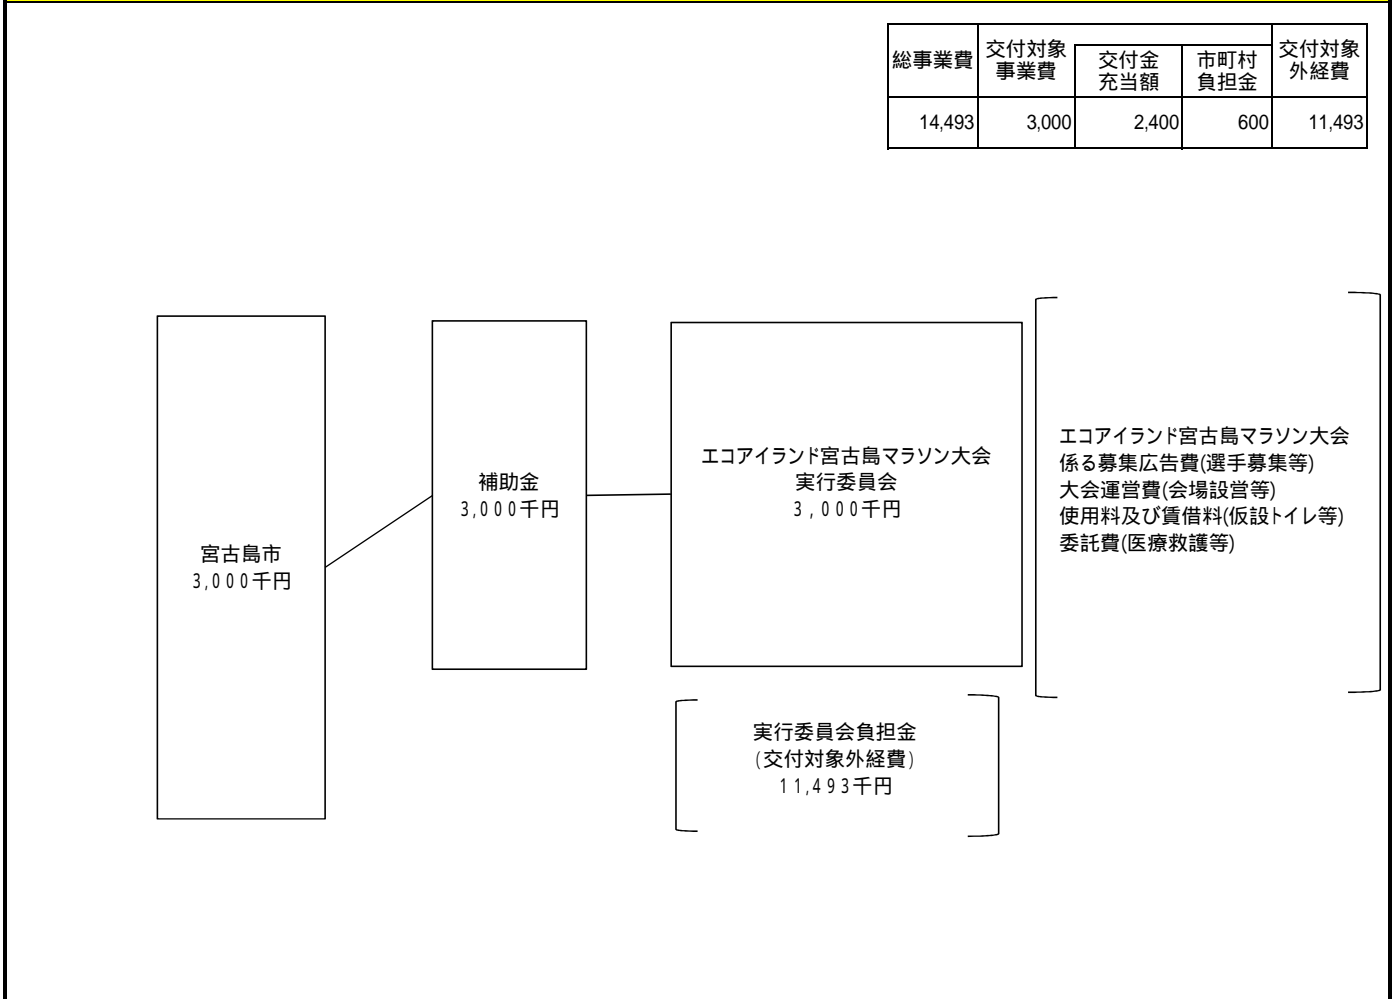 総事業費
交付対象
事業費
交付金
充当額
市町村
負担金
交付対象
外経費
14,493
3,000
2,400
600
11,493
宮古島市
3,000千円
補助金
3,000千円
エコアイランド宮古島マラソン大会
実行委員会
3,000千円
エコアイランド宮古島マラソン大会
係る募集広告費(選手募集等)
大会運営費(会場設営等)
使用料及び賃借料(仮設トイレ等)
委託費(医療救護等)
実行委員会負担金
(交付対象外経費)
11,493千円